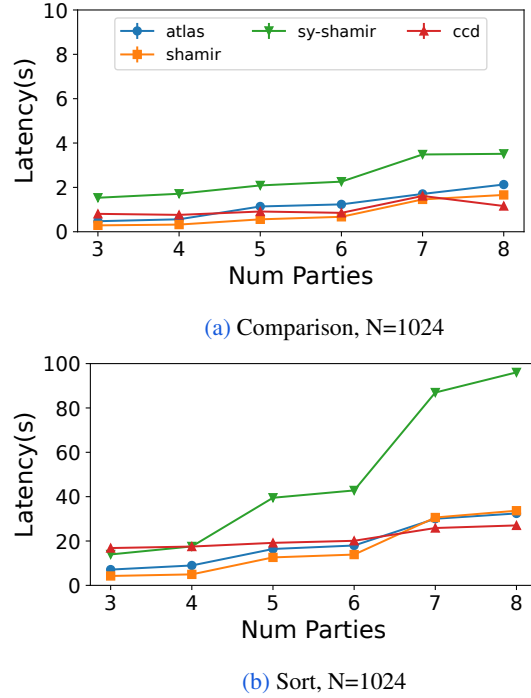 10
8
6
4
2
0
Latency(s)
atlas
shamir
sy-shamir
ccd
3 4 5 6 7 8
Num Parties
(a) Comparison, N=1024
100
80
60
40
20
0
Latency(s)
3 4 5 6 7 8
Num Parties
(b) Sort, N=1024